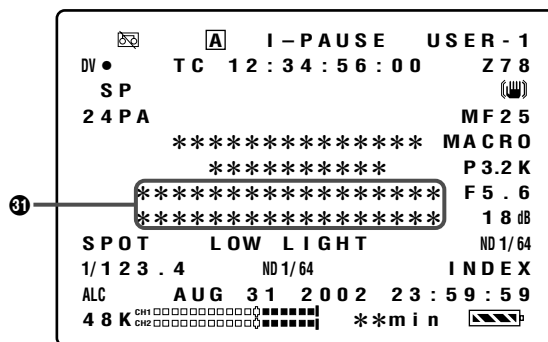 A I–PAUSE USER-1
DV ● TC 12:34:56:00 Z78
SP
24PA MF25
************** MACRO
********** P3.2K
㉛ ***************** F5.6
***************** 18dB
SPOT LOW LIGHT ND1/64
1/123.4 ND1/64 INDEX
ALC AUG 31 2002 23:59:59
48K CH1
CH2 **min